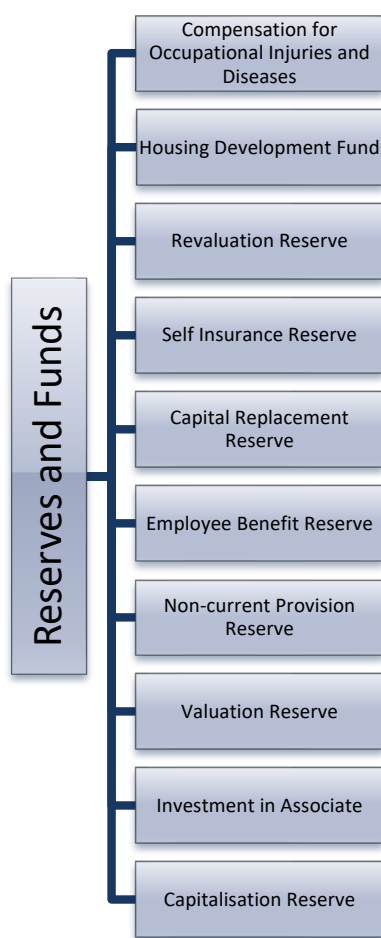 Reserves and Funds
Compensation for
Occupational Injuries and
Diseases
Housing Development Fund
Revaluation Reserve
Self Insurance Reserve
Capital Replacement
Reserve
Employee Benefit Reserve
Non-current Provision
Reserve
Valuation Reserve
Investment in Associate
Capitalisation Reserve